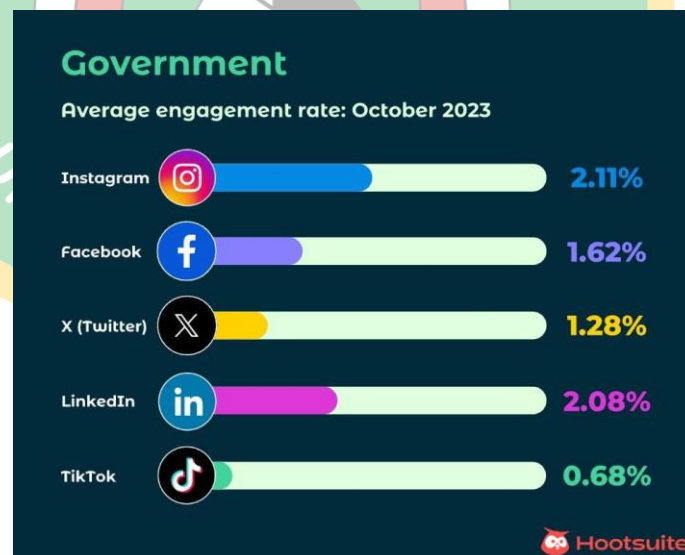 Government
Average engagement rate: October 2023
Instagram 2.11%
Facebook f 1.62%
X (Twitter) X 1.28%
LinkedIn in 2.08%
TikTok 0.68%
Hootsuite